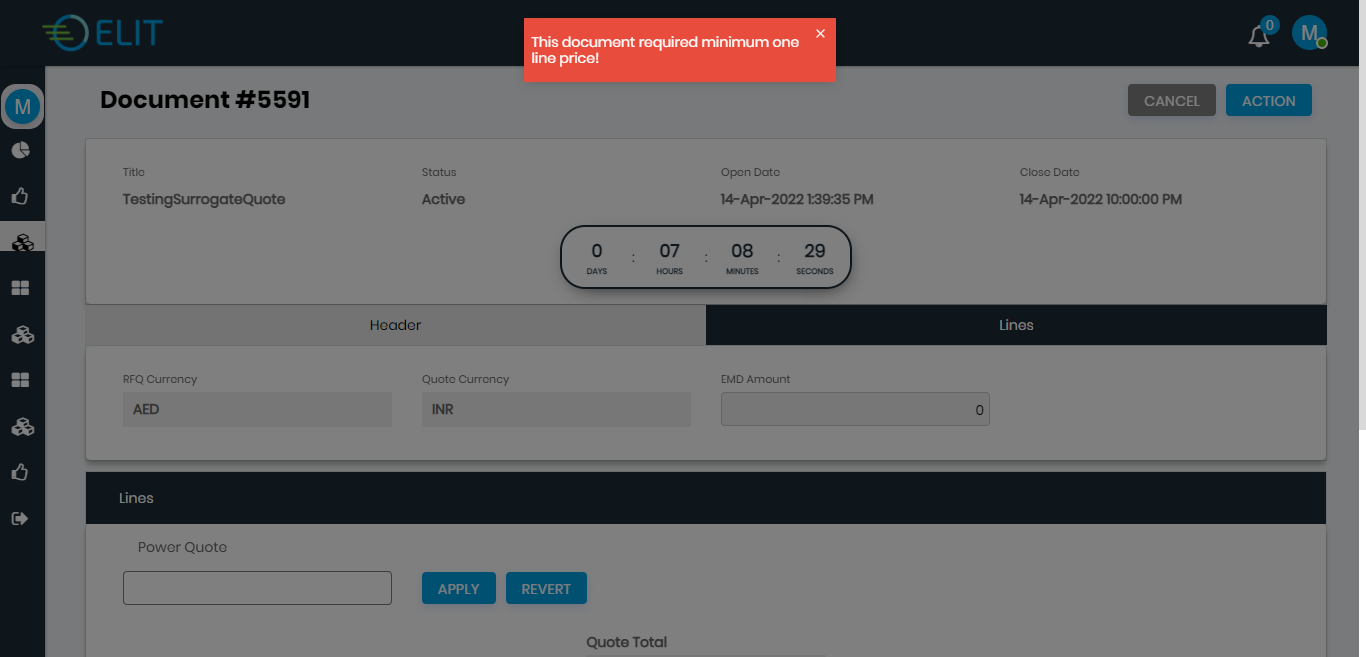 ELIT
This document required minimum one
line price!
×
0
M
M
Document #5591
CANCEL
ACTION
Title
Status
Open Date
Close Date
TestingSurrogateQuote
Active
14-Apr-2022 1:39:35 PM
14-Apr-2022 10:00:00 PM
0 : 07 : 08 : 29
DAYS HOURS MINUTES SECONDS
Header
Lines
RFQ Currency
Quote Currency
EMD Amount
AED
INR
0
Lines
Power Quote
APPLY
REVERT
Quote Total